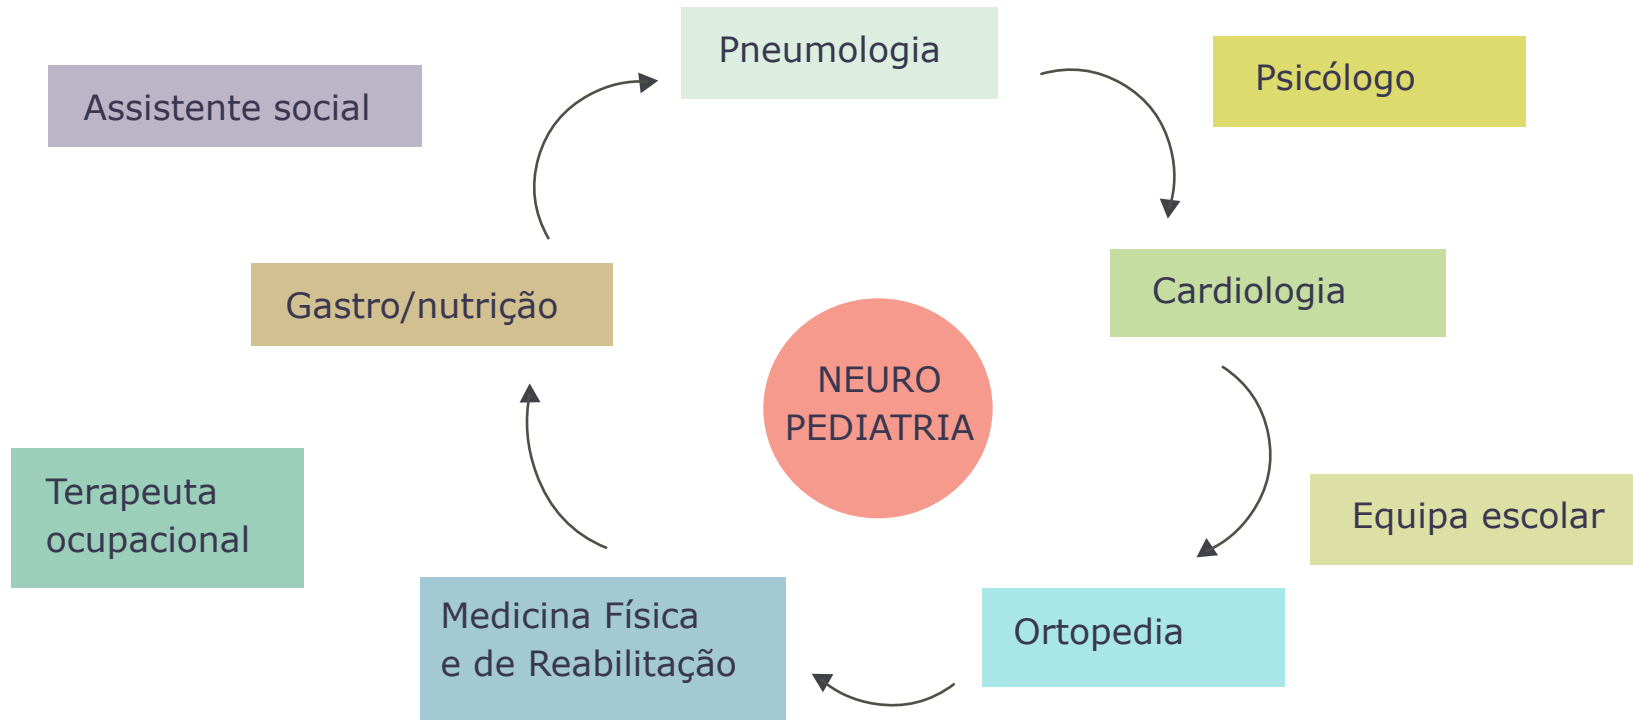 Pneumologia
Psicólogo
Assistente social
Cardiologia
Gastro/nutrição
NEURO
PEDIATRIA
Terapeuta
ocupacional
Equipa escolar
Medicina Física
e de Reabilitação
Ortopedia